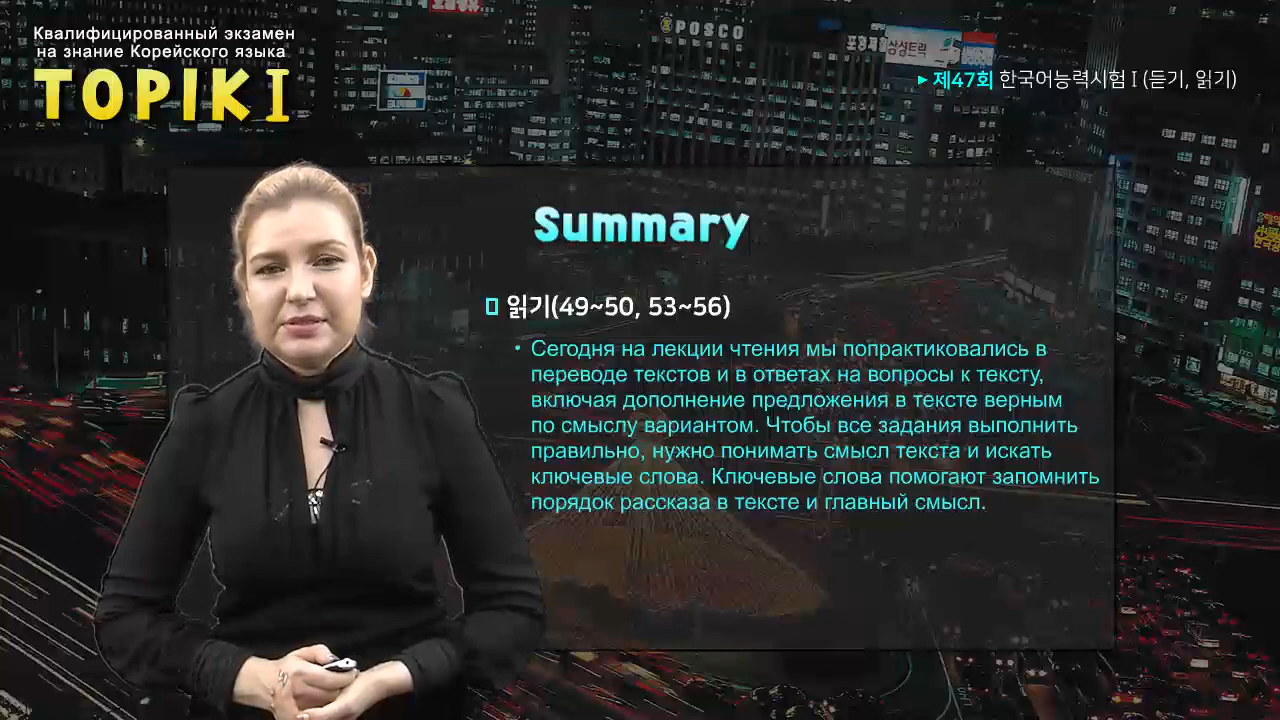 Квалифицированный экзамен
на знание Корейского языка
TOPIK I
▸ 제47회 한국어능력시험 I (듣기, 읽기)
POSCO
삼성트럭
Summary
읽기(49~50, 53~56)
• Сегодня на лекции чтения мы попрактиковались в
переводе текстов и в ответах на вопросы к тексту,
включая дополнение предложения в тексте верным
по смыслу вариантом. Чтобы все задания выполнить
правильно, нужно понимать смысл текста и искать
ключевые слова. Ключевые слова помогают запомнить
порядок рассказа в тексте и главный смысл.